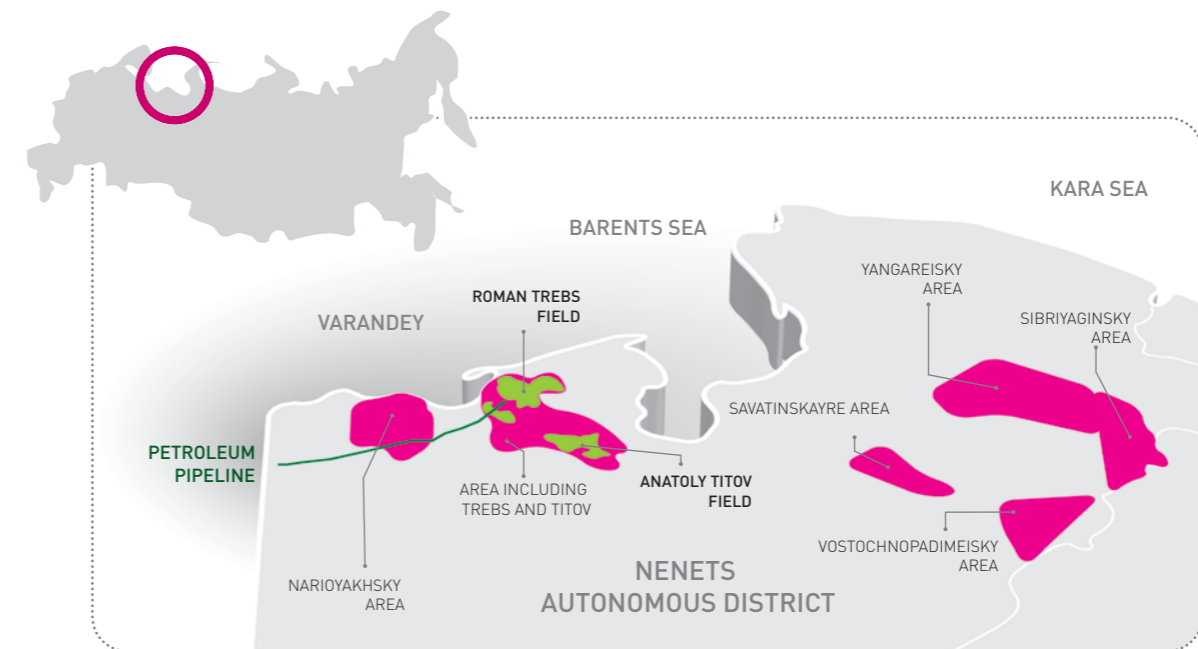 KARA SEA
BARENTS SEA
YANGAREISKY
AREA
ROMAN TREBS
FIELD
VARANDEY
SIBRIYAGINSKY
AREA
SAVATINSKAYRE AREA
PETROLEUM
PIPELINE
AREA INCLUDING
TREBS AND TITOV
ANATOLY TITOV
FIELD
VOSTOCHNOPADIMEISKY
AREA
NARIOYAKHSKY
AREA
NENETS
AUTONOMOUS DISTRICT